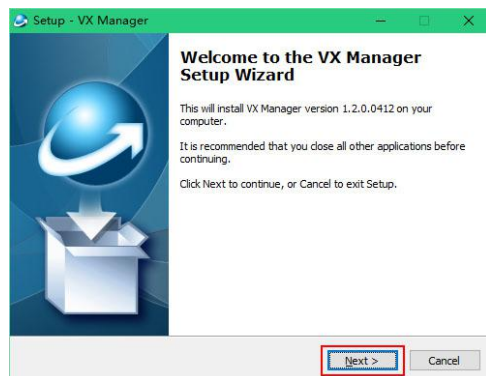 Setup - VX Manager
Welcome to the VX Manager
Setup Wizard
This will install VX Manager version 1.2.0.0412 on your
computer.
It is recommended that you close all other applications before
continuing.
Click Next to continue, or Cancel to exit Setup.
Next >
Cancel